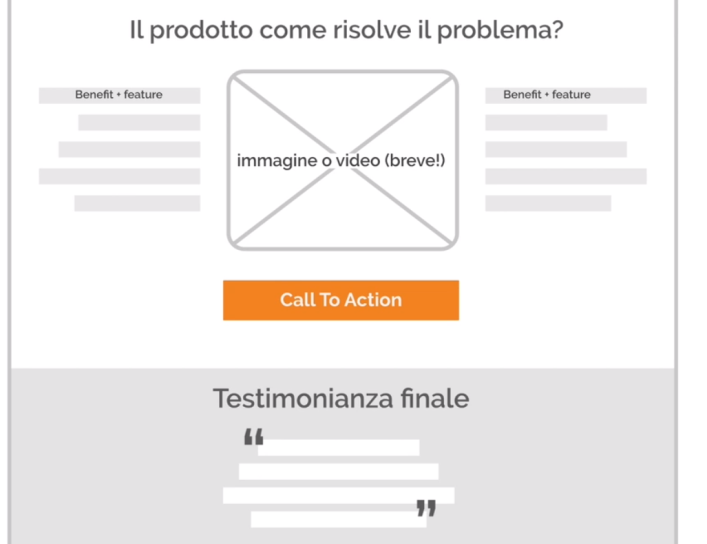 Il prodotto come risolve il problema?
Benefit + feature
Benefit + feature
immagine o video (breve!)
Call To Action
Testimonianza finale
“
”